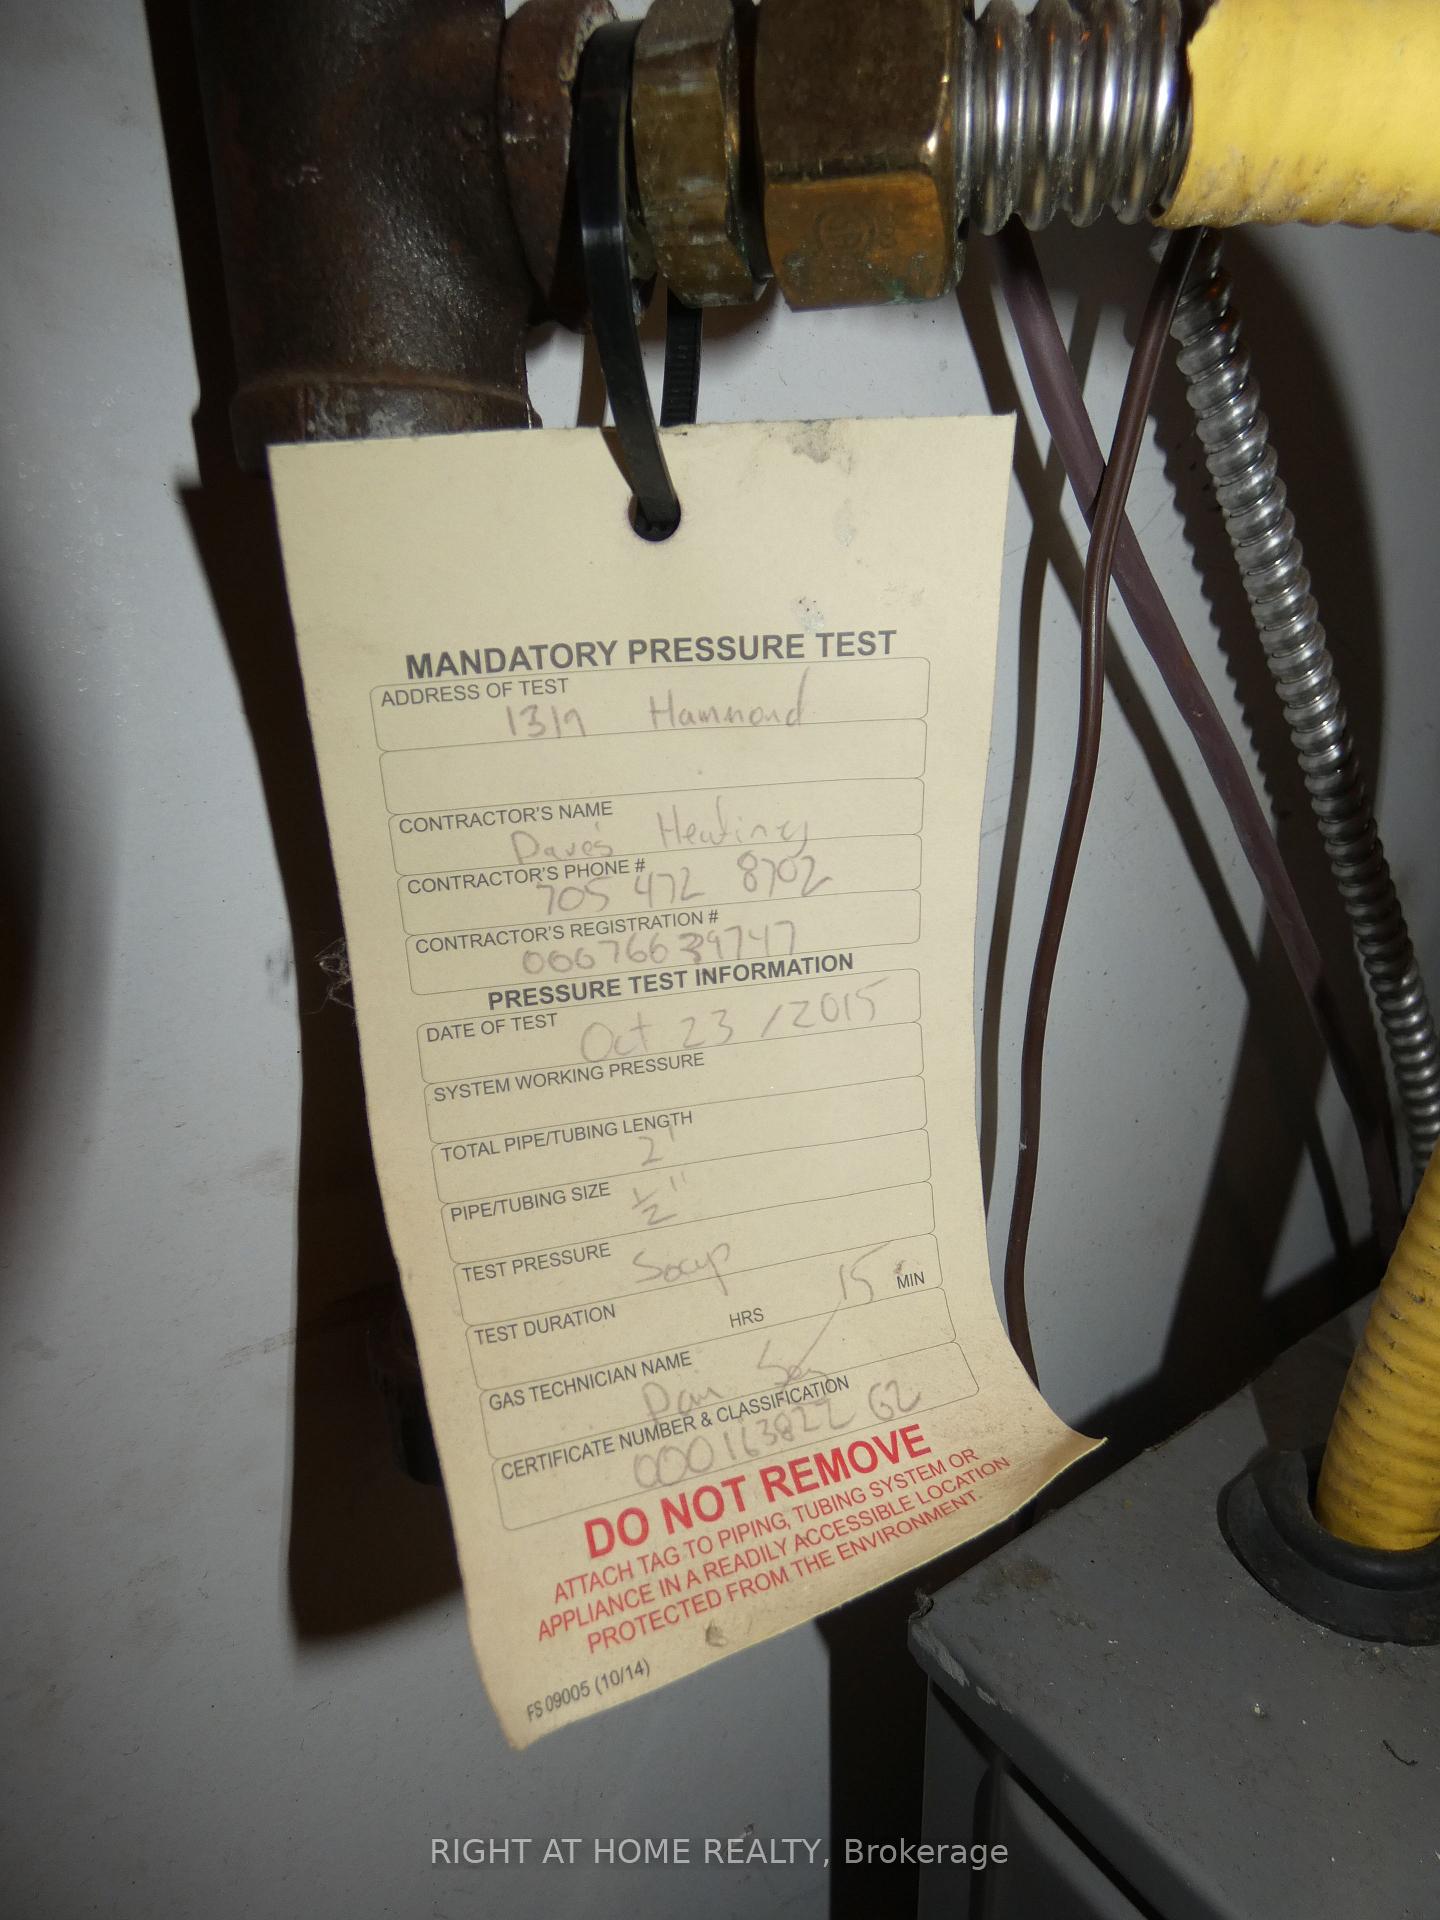 MANDATORY PRESSURE TEST
ADDRESS OF TEST
1319 Hammond
CONTRACTOR'S NAME
Dave's Heating
CONTRACTOR'S PHONE #
705 472 8702
CONTRACTOR'S REGISTRATION #
00076639747
PRESSURE TEST INFORMATION
DATE OF TEST Oct 23 /2015
SYSTEM WORKING PRESSURE
TOTAL PIPE/TUBING LENGTH
2'
PIPE/TUBING SIZE 1/2"
TEST PRESSURE Soap
TEST DURATION HRS 15 MIN
GAS TECHNICIAN NAME
CERTIFICATE NUMBER & CLASSIFICATION
000163822 G2
DO NOT REMOVE
ATTACH TAG TO PIPING, TUBING SYSTEM OR
APPLIANCE IN A READILY ACCESSIBLE LOCATION
PROTECTED FROM THE ENVIRONMENT.
FS 09005 (10/14)
RIGHT AT HOME REALTY, Brokerage